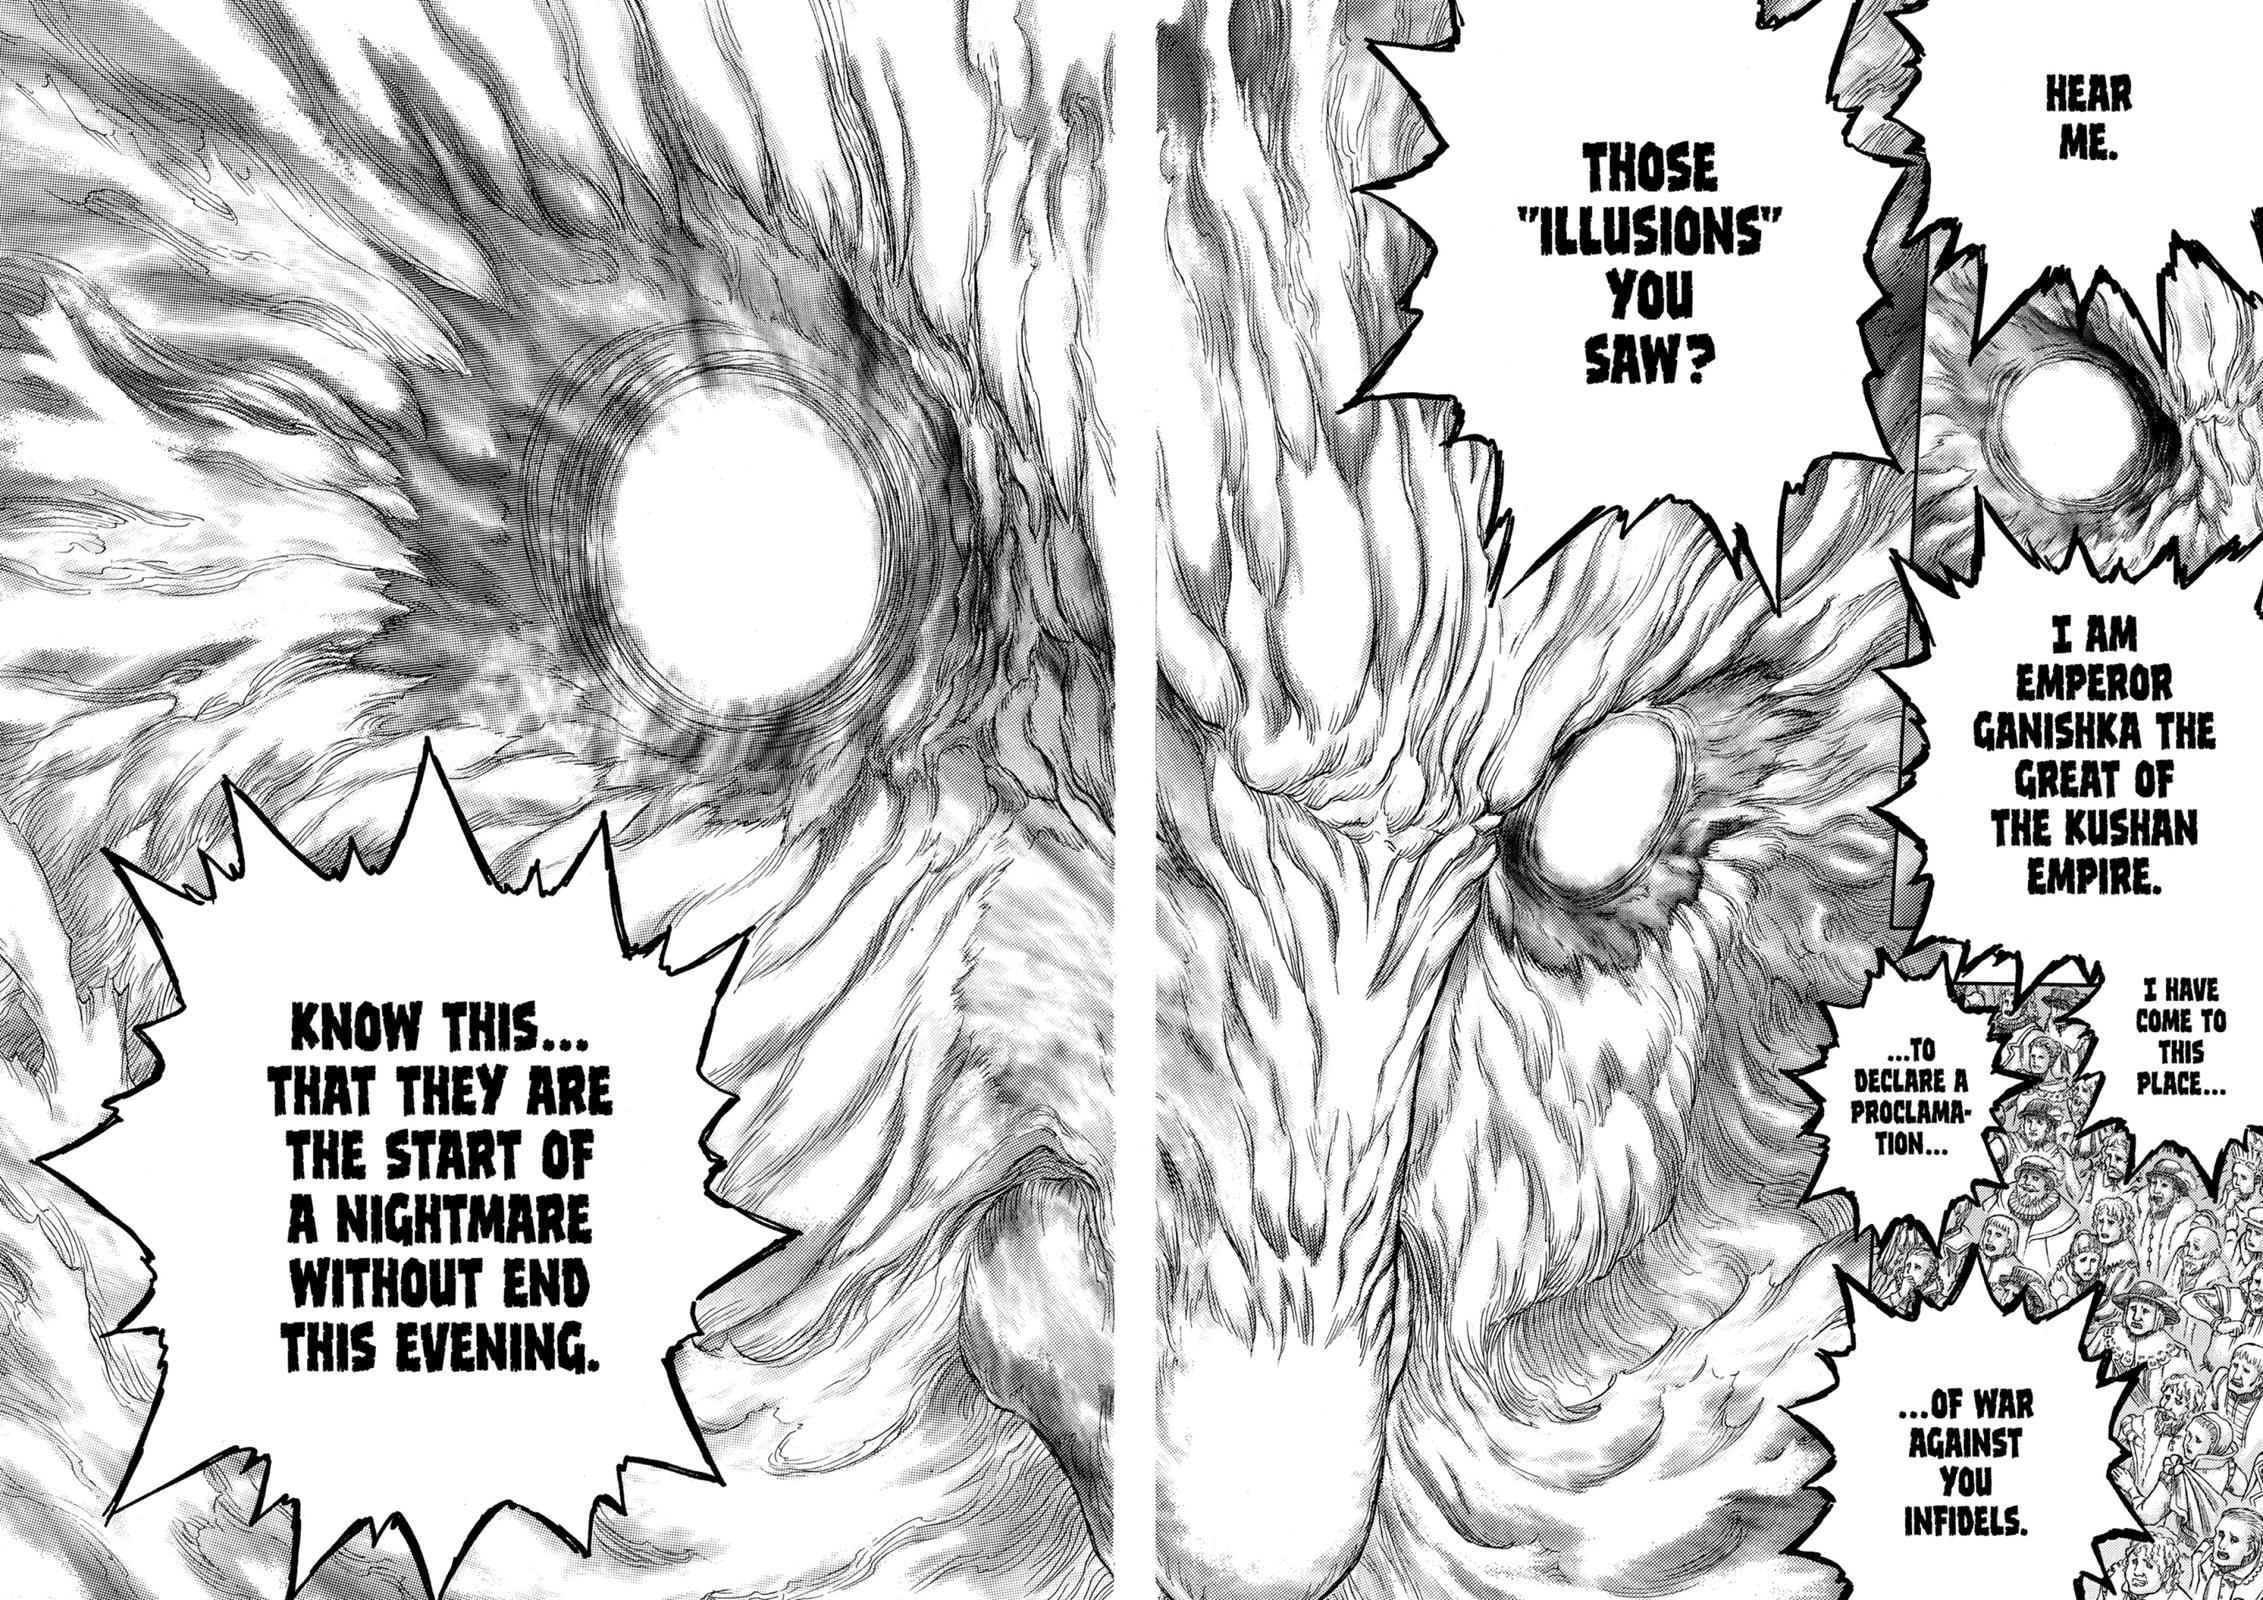 HEAR
ME.
I AM
EMPEROR
GANISHKA THE
GREAT OF
THE KUSHAN
EMPIRE.
I HAVE
COME TO
THIS
PLACE...
...TO
DECLARE A
PROCLAMA-
TION...
...OF WAR
AGAINST
YOU
INFIDELS.
THOSE
"ILLUSIONS"
YOU
SAW?
KNOW THIS...
THAT THEY ARE
THE START OF
A NIGHTMARE
WITHOUT END
THIS EVENING.